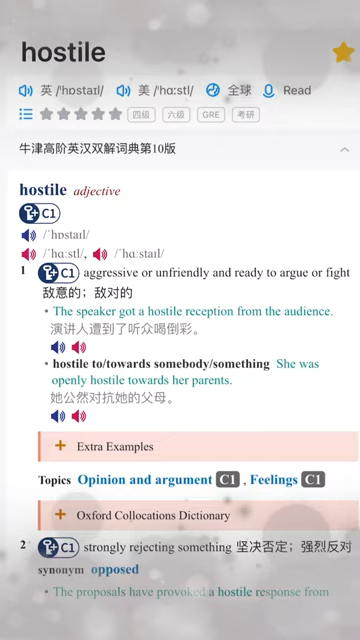 hostile
英 /'hɒstaɪl/ 美 /'hɑːstl/ 全球 Read
四级 六级 GRE 考研
牛津高阶英汉双解词典第10版
hostile adjective
C1
/ˈhɒstaɪl/
/ˈhɑːstl/, /ˈhɑːstaɪl/
1 C1 aggressive or unfriendly and ready to argue or fight
敌意的；敌对的
• The speaker got a hostile reception from the audience.
演讲人遭到了听众喝倒彩。
• hostile to/towards somebody/something She was
openly hostile towards her parents.
她公然对抗她的父母。
+ Extra Examples
Topics Opinion and argument C1 , Feelings C1
+ Oxford Collocations Dictionary
2 C1 strongly rejecting something 坚决否定；强烈反对
synonym opposed
• The proposals have provoked a hostile response from